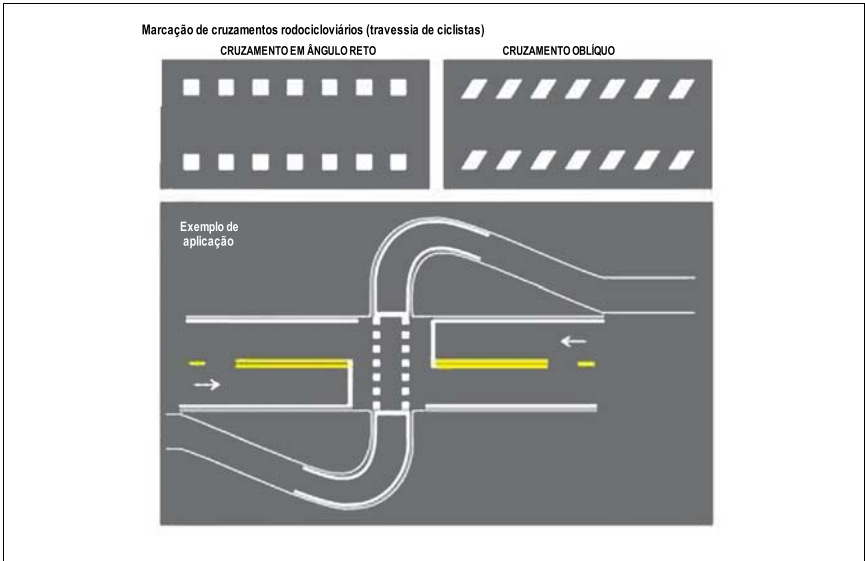 Marcação de cruzamentos rodocicloviários (travessia de ciclistas)
CRUZAMENTO EM ÂNGULO RETO
CRUZAMENTO OBLÍQUO
Exemplo de
aplicação